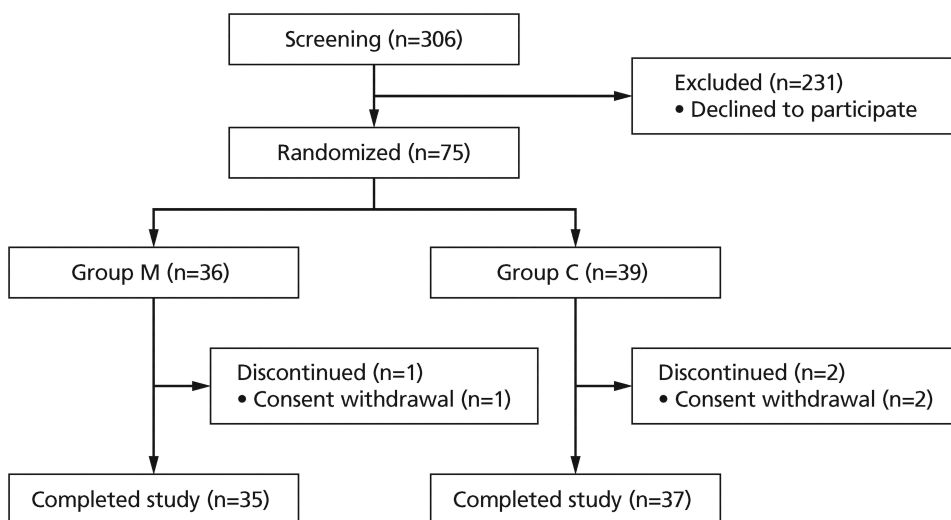 Screening (n=306)
Excluded (n=231)
• Declined to participate
Randomized (n=75)
Group M (n=36)
Group C (n=39)
Discontinued (n=1)
• Consent withdrawal (n=1)
Discontinued (n=2)
• Consent withdrawal (n=2)
Completed study (n=35)
Completed study (n=37)